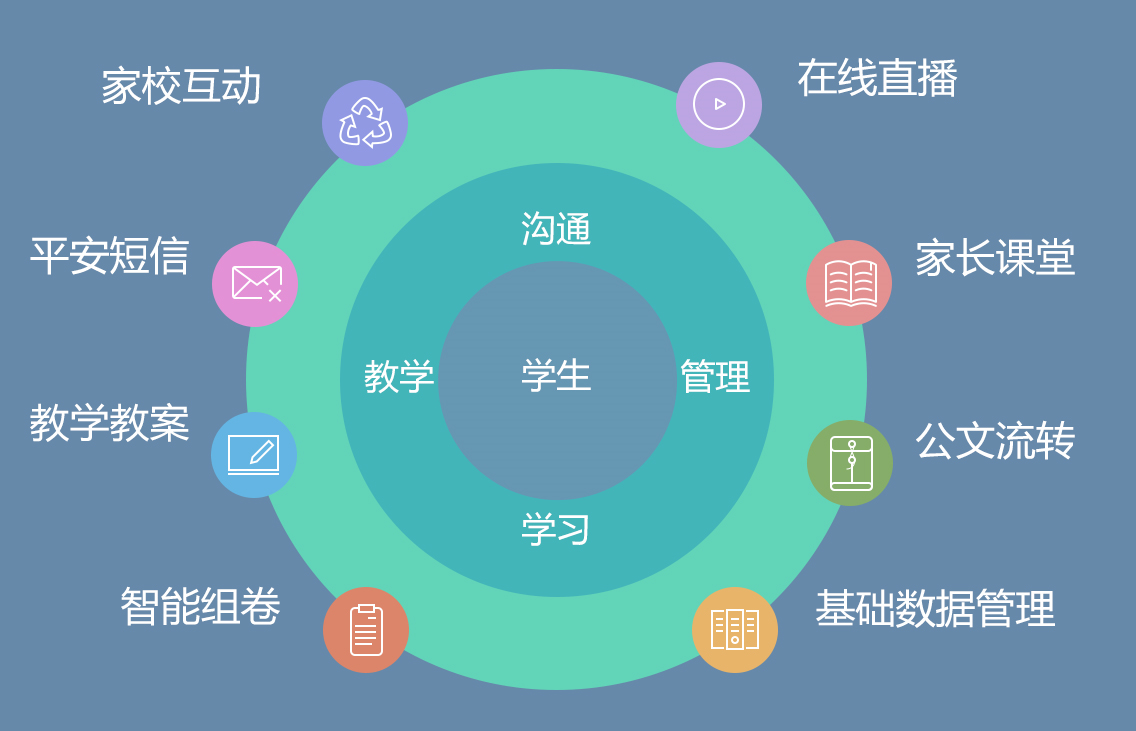 家校互动
在线直播
沟通
平安短信
家长课堂
教学
学生
管理
教学教案
公文流转
学习
智能组卷
基础数据管理